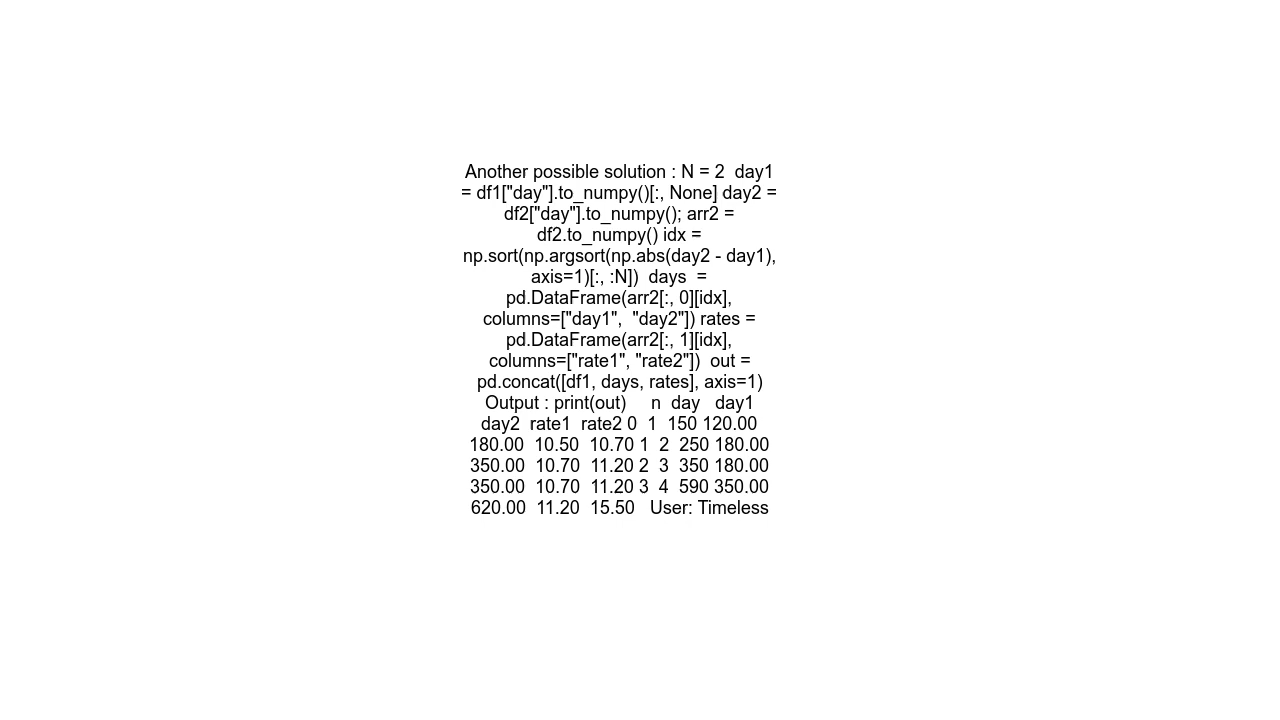 Another possible solution : N = 2  day1
= df1["day"].to_numpy()[:, None] day2 =
df2["day"].to_numpy(); arr2 =
df2.to_numpy() idx =
np.sort(np.argsort(np.abs(day2 - day1),
axis=1)[:, :N])  days  =
pd.DataFrame(arr2[:, 0][idx],
columns=["day1",  "day2"]) rates =
pd.DataFrame(arr2[:, 1][idx],
columns=["rate1", "rate2"])  out =
pd.concat([df1, days, rates], axis=1)
Output : print(out)     n  day   day1
day2  rate1  rate2 0  1  150 120.00
180.00  10.50  10.70 1  2  250 180.00
350.00  10.70  11.20 2  3  350 180.00
350.00  10.70  11.20 3  4  590 350.00
620.00  11.20  15.50   User: Timeless